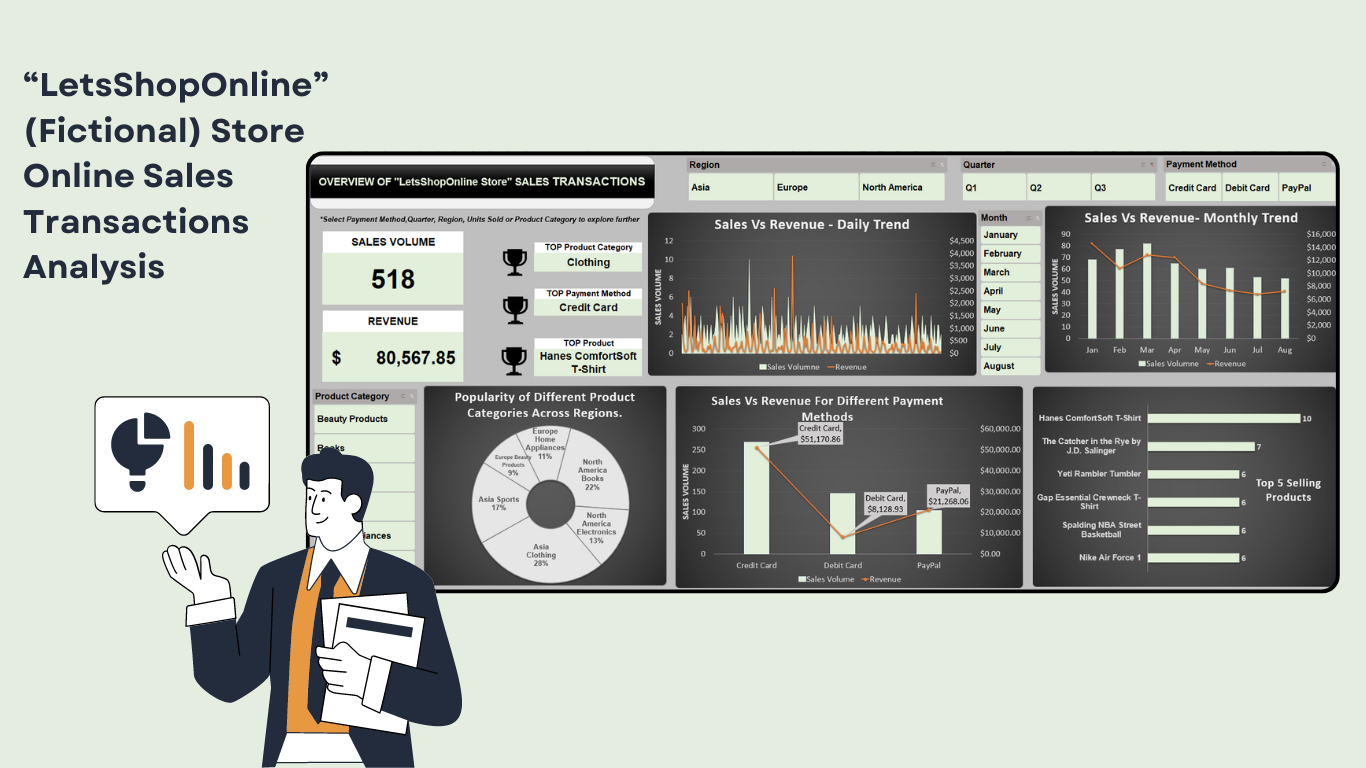 “LetsShopOnline”
(Fictional) Store
Online Sales
Transactions
Analysis
OVERVIEW OF "LetsShopOnline Store" SALES TRANSACTIONS
Region
Asia
Europe
North America
Quarter
Q1
Q2
Q3
Payment Method
Credit Card
Debit Card
PayPal
*Select Payment Method,Quarter, Region, Units Sold or Product Category to explore further
SALES VOLUME
518
REVENUE
$ 80,567.85
TOP Product Category
Clothing
TOP Payment Method
Credit Card
TOP Product
Hanes ComfortSoft
T-Shirt
Sales Vs Revenue - Daily Trend
SALES VOLUME
12
10
8
6
4
2
0
$4,500
$4,000
$3,500
$3,000
$2,500
$2,000
$1,500
$1,000
$500
$0
Sales Volumne
Revenue
Month
January
February
March
April
May
June
July
August
Sales Vs Revenue- Monthly Trend
SALES VOLUME
90
80
70
60
50
40
30
20
10
0
$16,000
$14,000
$12,000
$10,000
$8,000
$6,000
$4,000
$2,000
$0
Jan
Feb
Mar
Apr
May
Jun
Jul
Aug
Sales Volumne
Revenue
Product Category
Beauty Products
Popularity of Different Product
Categories Across Regions.
Europe
Home
Appliances
11%
North
America
Books
22%
North
America
Electronics
13%
Asia
Clothing
28%
Asia Sports
17%
Europe Beauty
Products
9%
Sales Vs Revenue For Different Payment
Methods
SALES VOLUME
300
250
200
150
100
50
0
$60,000.00
$50,000.00
$40,000.00
$30,000.00
$20,000.00
$10,000.00
$0.00
Credit Card,
$51,170.86
Debit Card,
$8,128.93
PayPal,
$21,268.06
Credit Card
Debit Card
PayPal
Sales Volume
Revenue
Hanes ComfortSoft T-Shirt
10
The Catcher in the Rye by
J.D. Salinger
7
Yeti Rambler Tumbler
6
Gap Essential Crewneck T-
Shirt
6
Spalding NBA Street
Basketball
6
Nike Air Force 1
6
Top 5 Selling
Products